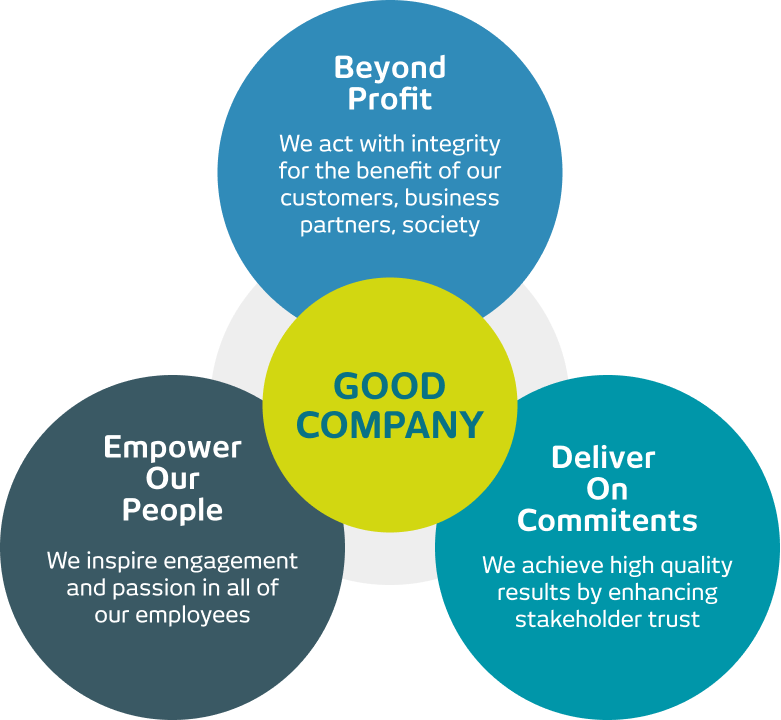 Beyond
Profit
We act with integrity
for the benefit of our
customers, business
partners, society
GOOD
COMPANY
Empower
Our
People
We inspire engagement
and passion in all of
our employees
Deliver
On
Commitents
We achieve high quality
results by enhancing
stakeholder trust